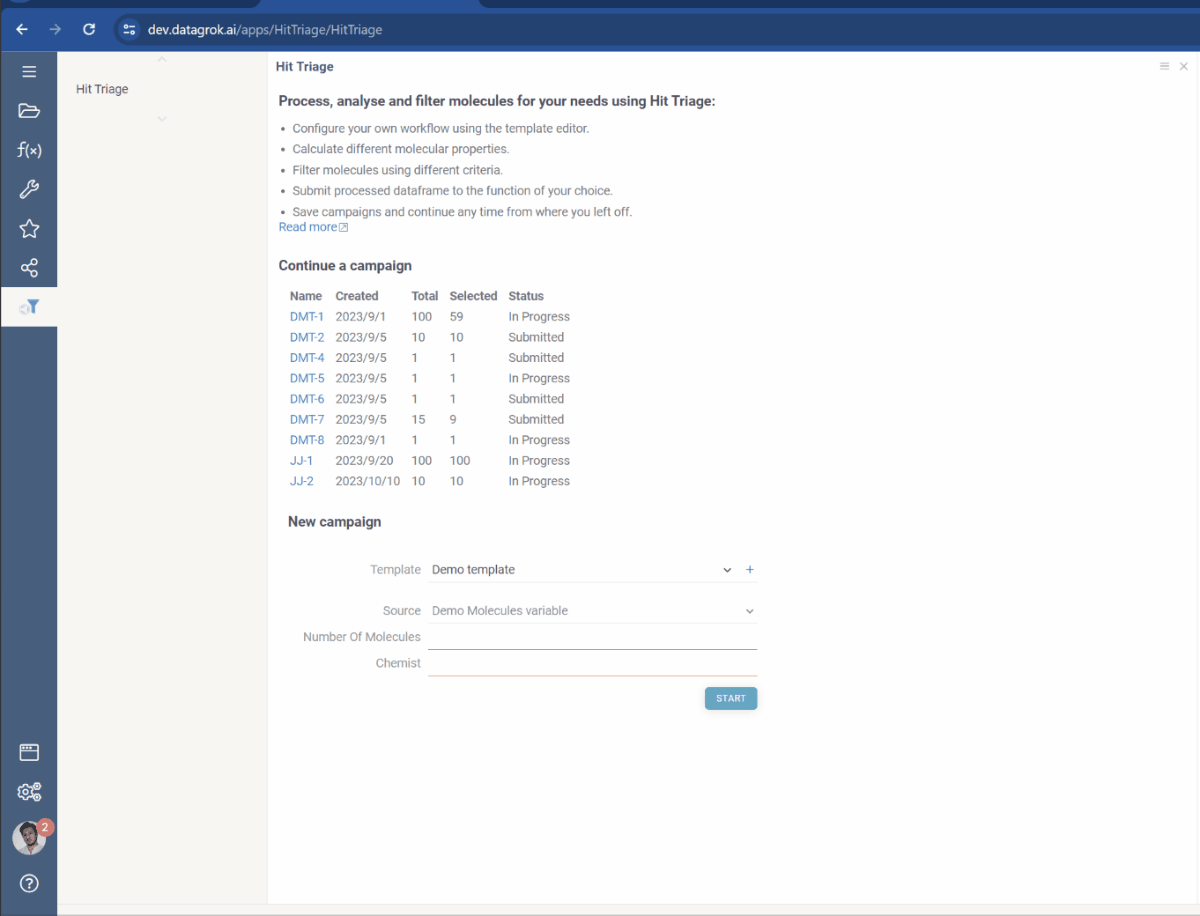 dev.datagrok.ai/apps/HitTriage/HitTriage
Hit Triage
f(x)
Hit Triage
Process, analyse and filter molecules for your needs using Hit Triage:
• Configure your own workflow using the template editor.
• Calculate different molecular properties.
• Filter molecules using different criteria.
• Submit processed dataframe to the function of your choice.
• Save campaigns and continue any time from where you left off.
Read more
Continue a campaign
Name Created Total Selected Status
DMT-1 2023/9/1 100 59 In Progress
DMT-2 2023/9/5 10 10 Submitted
DMT-4 2023/9/5 1 1 Submitted
DMT-5 2023/9/5 1 1 In Progress
DMT-6 2023/9/5 1 1 Submitted
DMT-7 2023/9/5 15 9 Submitted
DMT-8 2023/9/1 1 1 In Progress
JJ-1 2023/9/20 100 100 In Progress
JJ-2 2023/10/10 10 10 In Progress
New campaign
Template Demo template +
Source Demo Molecules variable
Number Of Molecules
Chemist
START
2
?